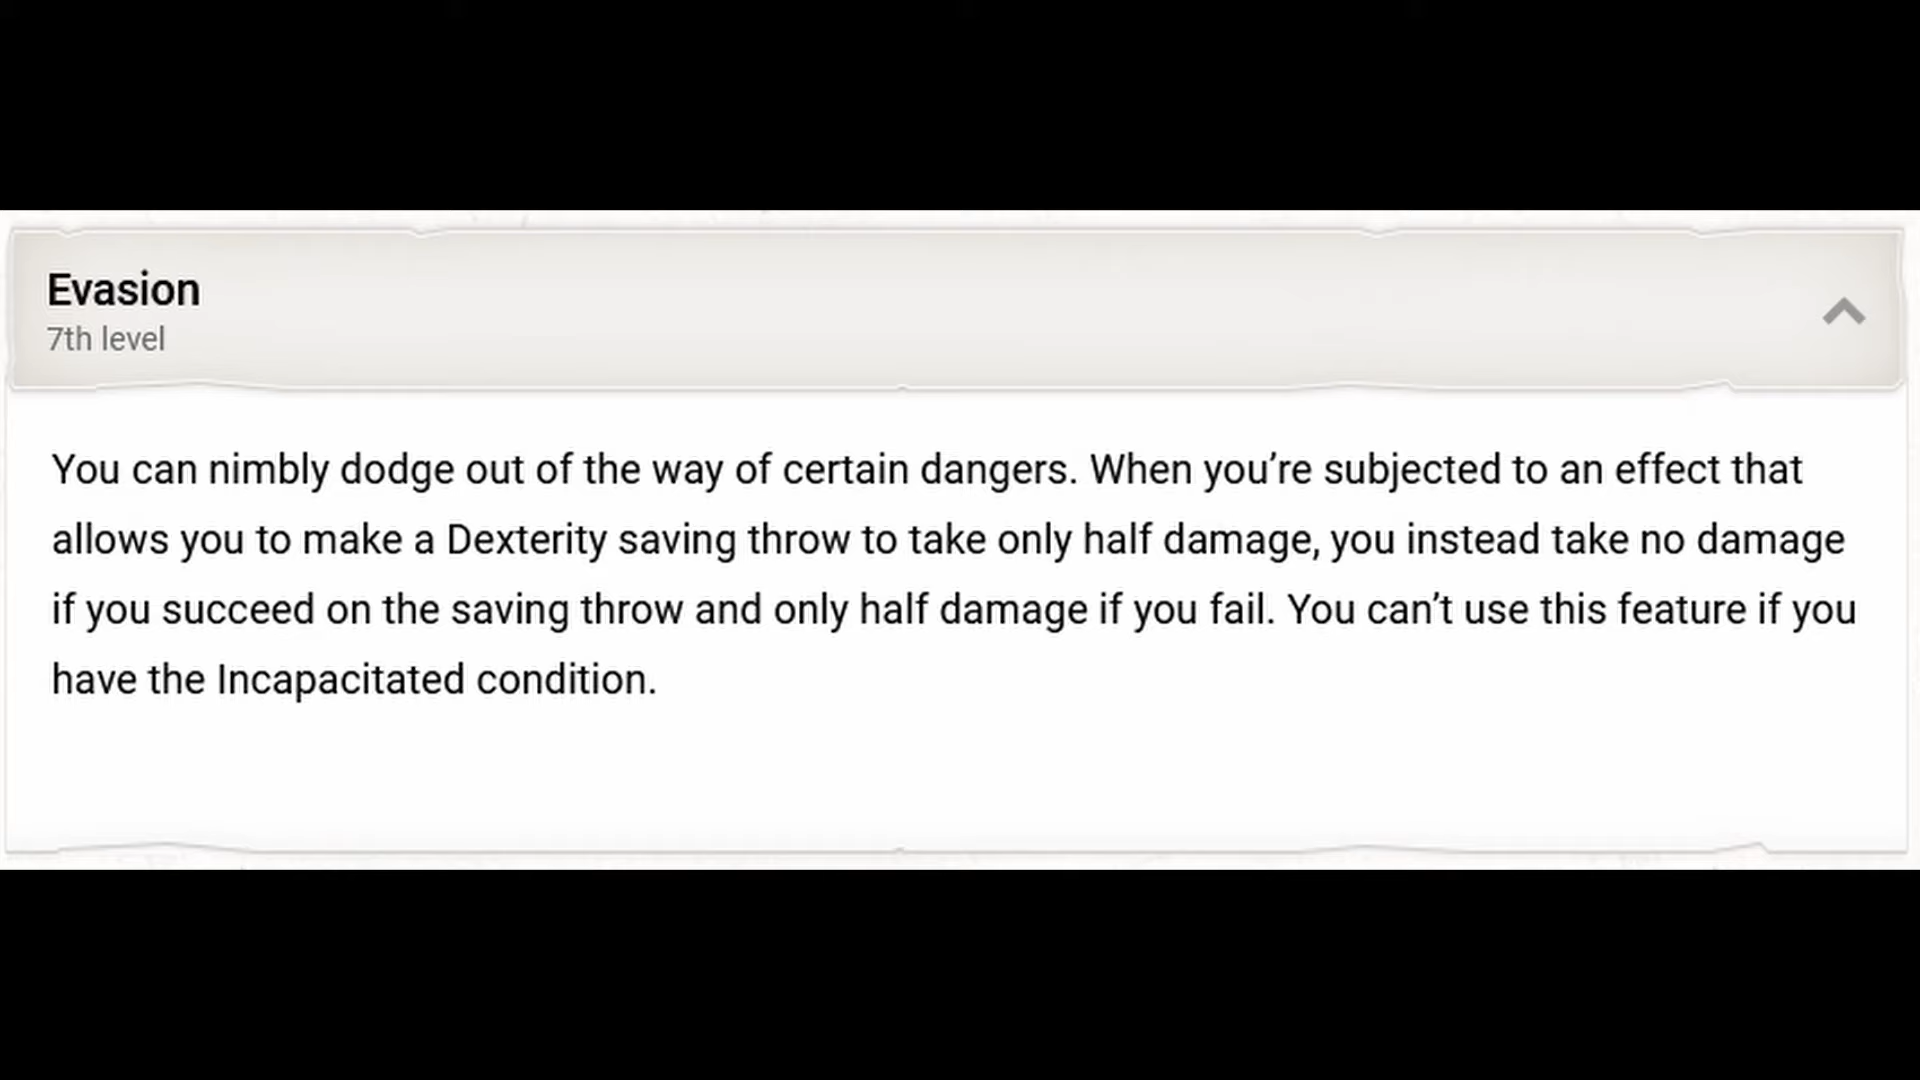 Evasion
7th level
You can nimbly dodge out of the way of certain dangers. When you’re subjected to an effect that
allows you to make a Dexterity saving throw to take only half damage, you instead take no damage
if you succeed on the saving throw and only half damage if you fail. You can’t use this feature if you
have the Incapacitated condition.